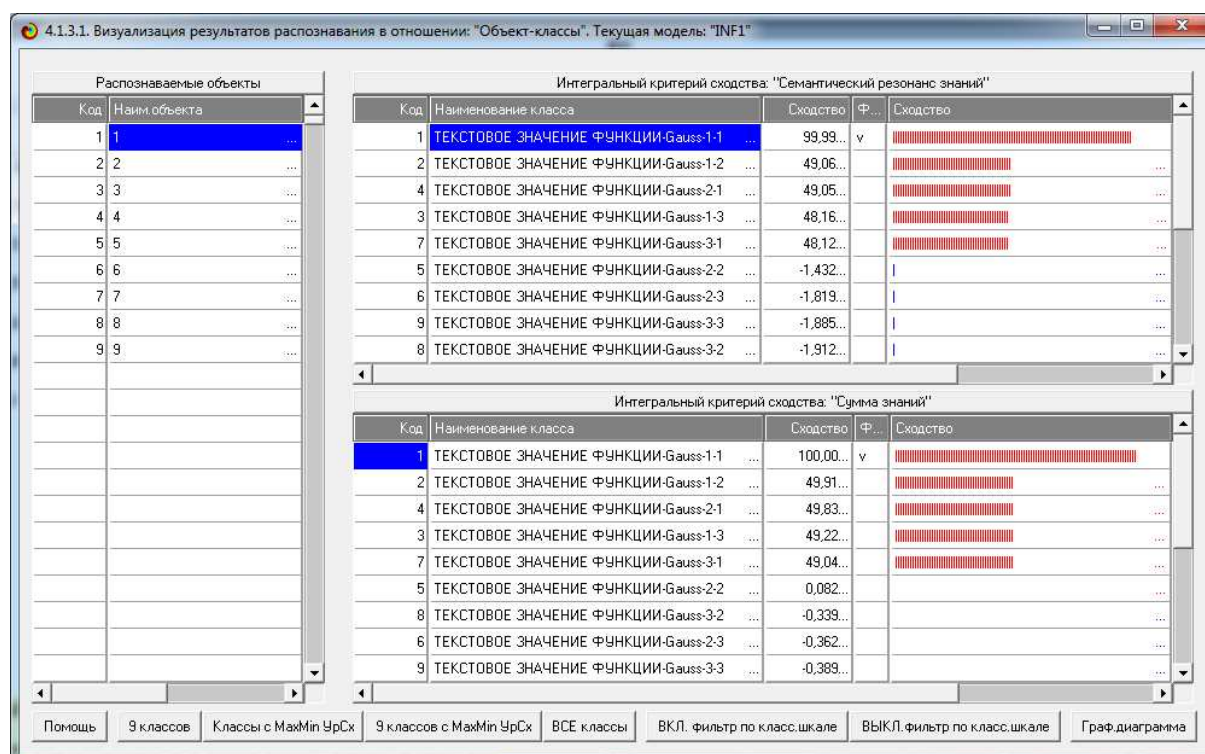 4.1.3.1. Визуализация результатов распознавания в отношении: "Объект-классы". Текущая модель: "INF1"
Распознаваемые объекты
Код Наим.объекта
1 1 ...
2 2 ...
3 3 ...
4 4 ...
5 5 ...
6 6 ...
7 7 ...
8 8 ...
9 9 ...
Интегральный критерий сходства: "Семантический резонанс знаний"
Код Наименование класса Сходство Ф... Сходство
1 ТЕКСТОВОЕ ЗНАЧЕНИЕ ФУНКЦИИ-Gauss-1-1 ... 99,99... v
2 ТЕКСТОВОЕ ЗНАЧЕНИЕ ФУНКЦИИ-Gauss-1-2 ... 49,06... ...
4 ТЕКСТОВОЕ ЗНАЧЕНИЕ ФУНКЦИИ-Gauss-2-1 ... 49,05... ...
3 ТЕКСТОВОЕ ЗНАЧЕНИЕ ФУНКЦИИ-Gauss-1-3 ... 48,16... ...
7 ТЕКСТОВОЕ ЗНАЧЕНИЕ ФУНКЦИИ-Gauss-3-1 ... 48,12... ...
5 ТЕКСТОВОЕ ЗНАЧЕНИЕ ФУНКЦИИ-Gauss-2-2 ... -1,432... ...
6 ТЕКСТОВОЕ ЗНАЧЕНИЕ ФУНКЦИИ-Gauss-2-3 ... -1,819... ...
9 ТЕКСТОВОЕ ЗНАЧЕНИЕ ФУНКЦИИ-Gauss-3-3 ... -1,885... ...
8 ТЕКСТОВОЕ ЗНАЧЕНИЕ ФУНКЦИИ-Gauss-3-2 ... -1,912... ...
Интегральный критерий сходства: "Сумма знаний"
Код Наименование класса Сходство Ф... Сходство
1 ТЕКСТОВОЕ ЗНАЧЕНИЕ ФУНКЦИИ-Gauss-1-1 ... 100,00... v
2 ТЕКСТОВОЕ ЗНАЧЕНИЕ ФУНКЦИИ-Gauss-1-2 ... 49,91... ...
4 ТЕКСТОВОЕ ЗНАЧЕНИЕ ФУНКЦИИ-Gauss-2-1 ... 49,83... ...
3 ТЕКСТОВОЕ ЗНАЧЕНИЕ ФУНКЦИИ-Gauss-1-3 ... 49,22... ...
7 ТЕКСТОВОЕ ЗНАЧЕНИЕ ФУНКЦИИ-Gauss-3-1 ... 49,04... ...
5 ТЕКСТОВОЕ ЗНАЧЕНИЕ ФУНКЦИИ-Gauss-2-2 ... 0,082... ...
8 ТЕКСТОВОЕ ЗНАЧЕНИЕ ФУНКЦИИ-Gauss-3-2 ... -0,339... ...
6 ТЕКСТОВОЕ ЗНАЧЕНИЕ ФУНКЦИИ-Gauss-2-3 ... -0,362... ...
9 ТЕКСТОВОЕ ЗНАЧЕНИЕ ФУНКЦИИ-Gauss-3-3 ... -0,389... ...
Помощь 9 классов Классы с MaxMin УрСх 9 классов с MaxMin УрСх ВСЕ классы ВКЛ. фильтр по класс.шкале ВЫКЛ.фильтр по класс.шкале Граф.диаграмма